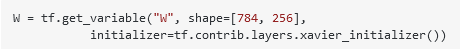 W = tf.get_variable("W", shape=[784, 256],
initializer=tf.contrib.layers.xavier_initializer())